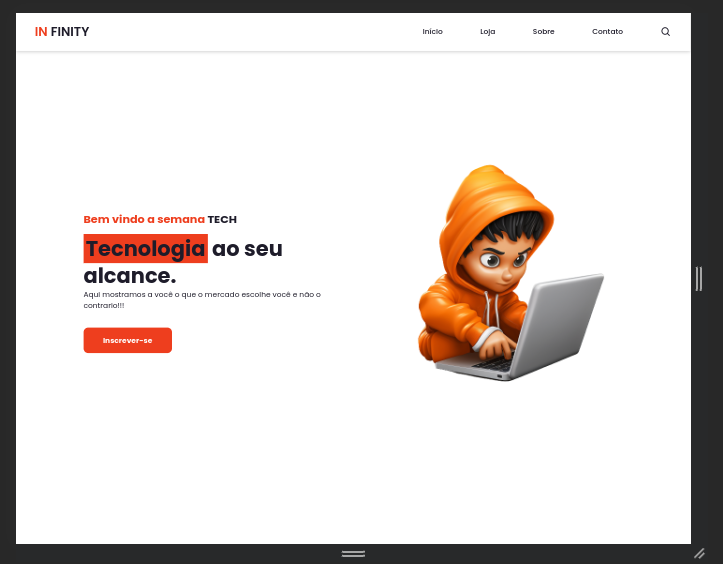 IN FINITY
Início
Loja
Sobre
Contato
Bem vindo a semana TECH
Tecnologia ao seu
alcance.
Aqui mostramos a você o que o mercado escolhe você e não o
contrario!!!
Inscrever-se